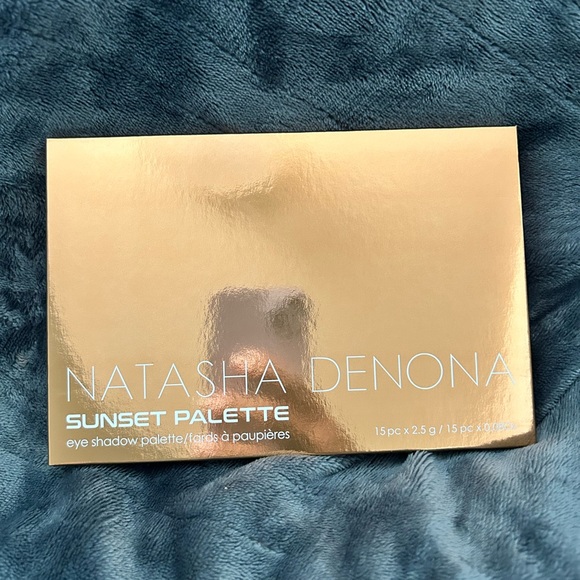 NATASHA DENONA
SUNSET PALETTE
eye shadow palette/fards à paupières
15 pc x 2.5 g / 15 pc x